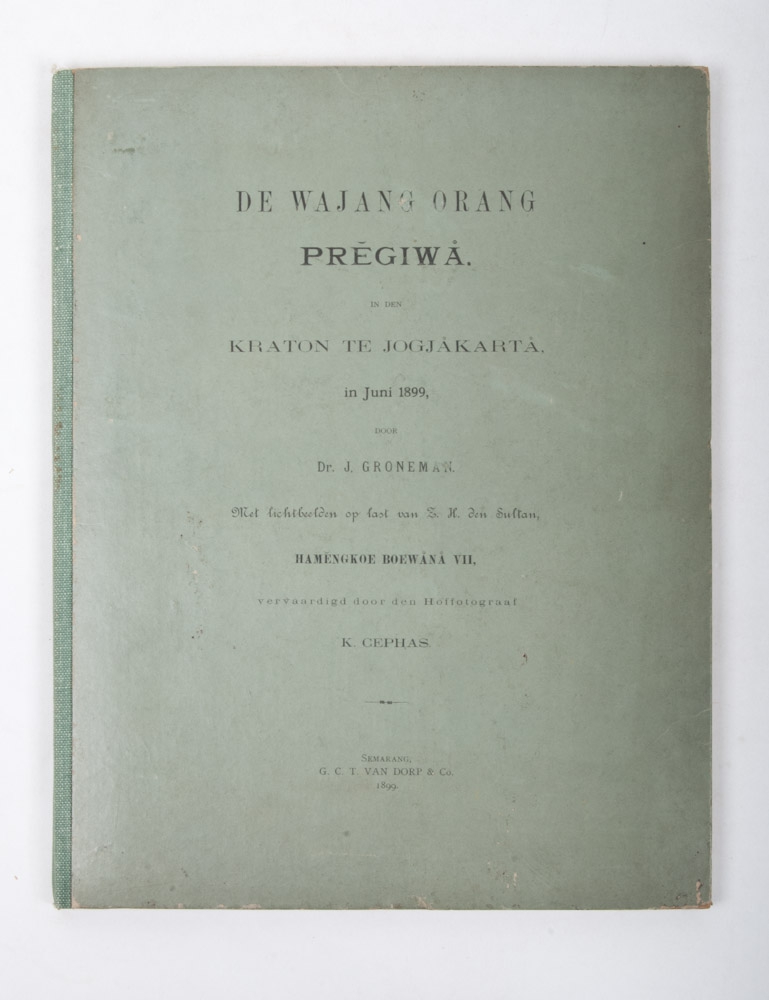 DE WAJANG ORANG
PRĔGIWÅ.
IN DEN
KRATON TE JOGJÅKARTÅ,
in Juni 1899,
DOOR
Dr. J. GRONEMAN.
Met lichtbeelden op last van Z. H. den Sultan,
HAMĔNGKOE BOEWÅNÅ VII,
vervaardigd door den Hoffotograaf
K. CEPHAS.
SEMARANG,
G. C. T. VAN DORP & Co.
1899.